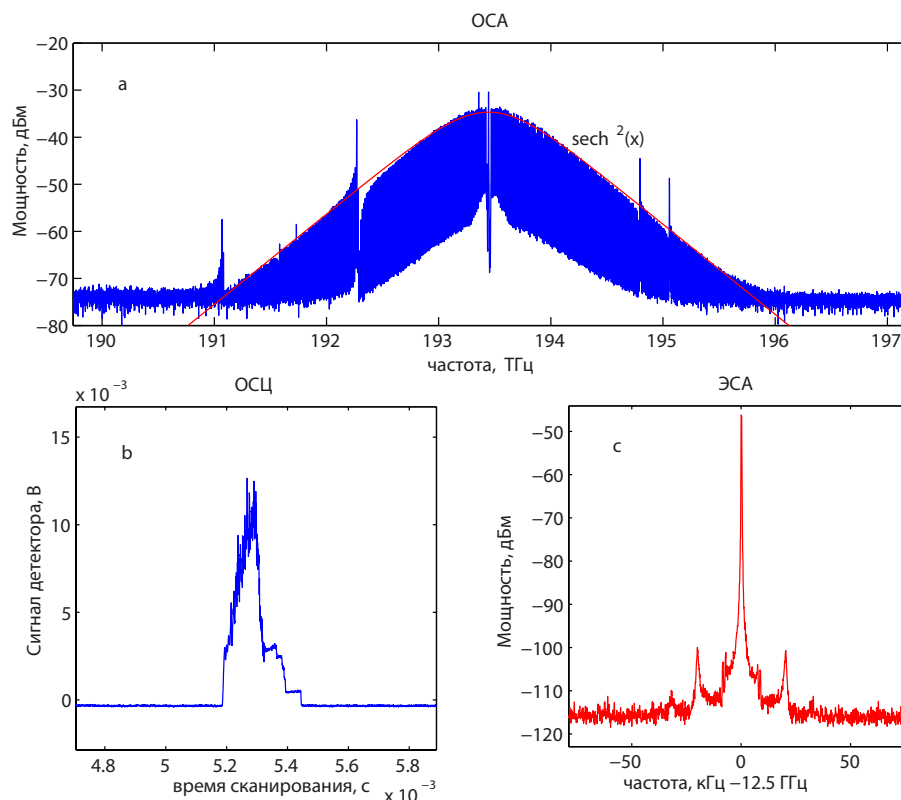 ОСА
Мощность, дБм
−20
−30
−40
−50
−60
−70
−80
a
sech 2(x)
190 191 192 193 194 195 196 197
частота, ТГц
ОСЦ
x 10 −3
Сигнал детектора, В
15
10
5
0
b
4.8 5 5.2 5.4 5.6 5.8
время сканирования, с x 10 −3
ЭСА
Мощность, дБм
−50
−60
−70
−80
−90
−100
−110
−120
c
−50 0 50
частота, кГц −12.5 ГГц